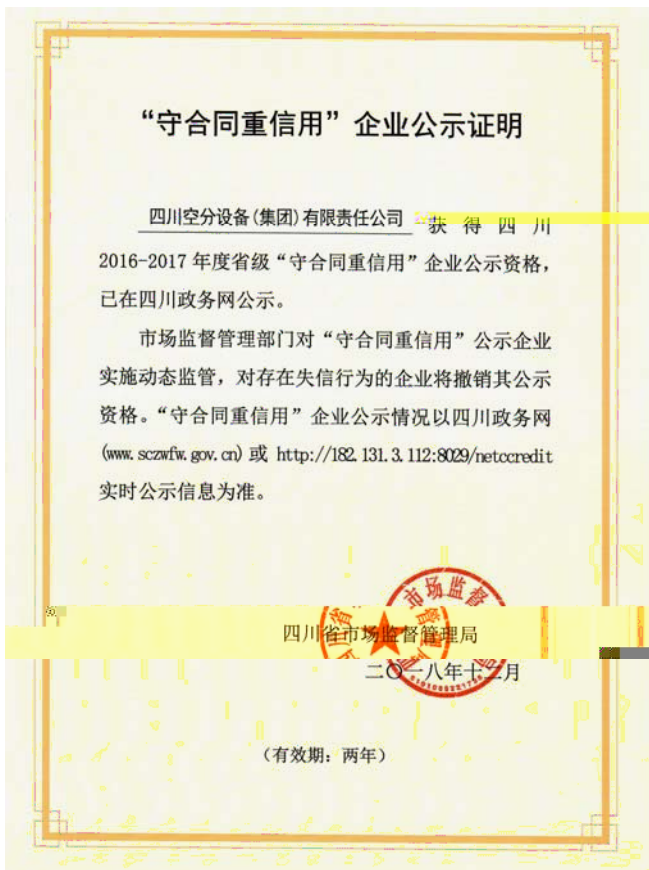 “守合同重信用”企业公示证明
四川空分设备(集团)有限责任公司 获得四川
2016-2017年度省级“守合同重信用”企业公示资格，
已在四川政务网公示。
市场监督管理部门对“守合同重信用”公示企业
实施动态监管，对存在失信行为的企业将撤销其公示
资格。“守合同重信用”企业公示情况以四川政务网
(www.sczwfw.gov.cn)或 http://182.131.3.112:8029/netccredit
实时公示信息为准。
四川省市场监督管理局
二〇一八年十二月
(有效期：两年)